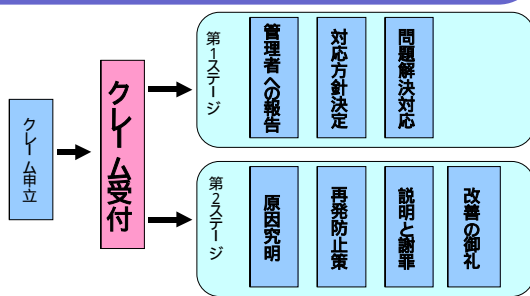 クレーム申立
クレーム受付
第1ステージ
管理者への報告
対応方針決定
問題解決対応
第2ステージ
原因究明
再発防止策
説明と謝罪
改善の御礼